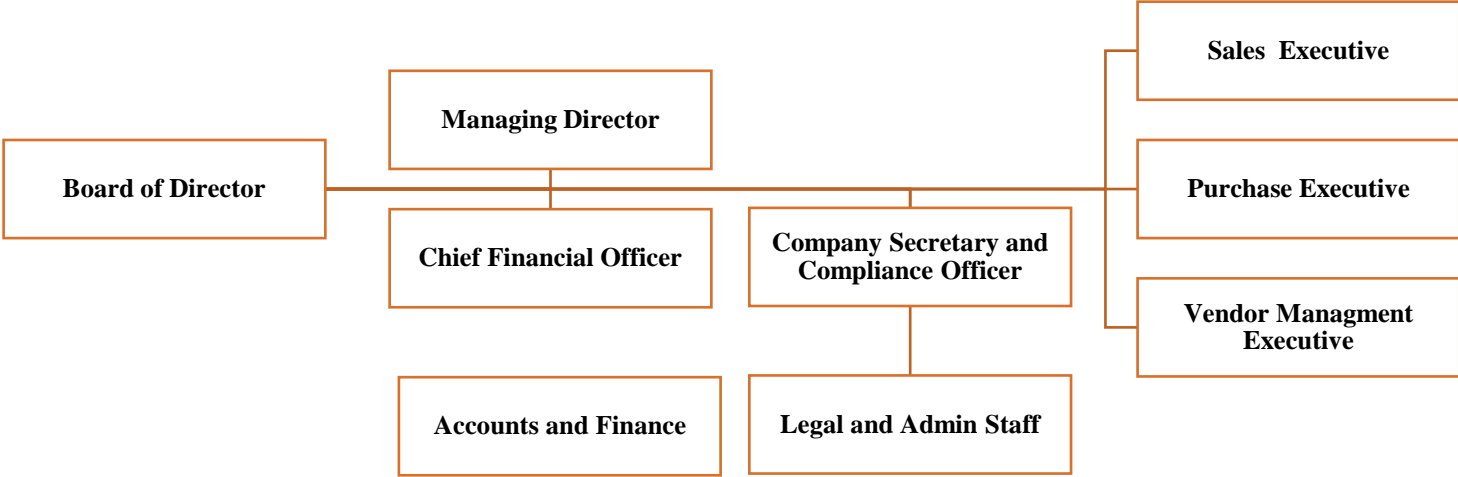 Board of Director
Managing Director
Chief Financial Officer
Accounts and Finance
Company Secretary and
Compliance Officer
Legal and Admin Staff
Sales Executive
Purchase Executive
Vendor Managment
Executive